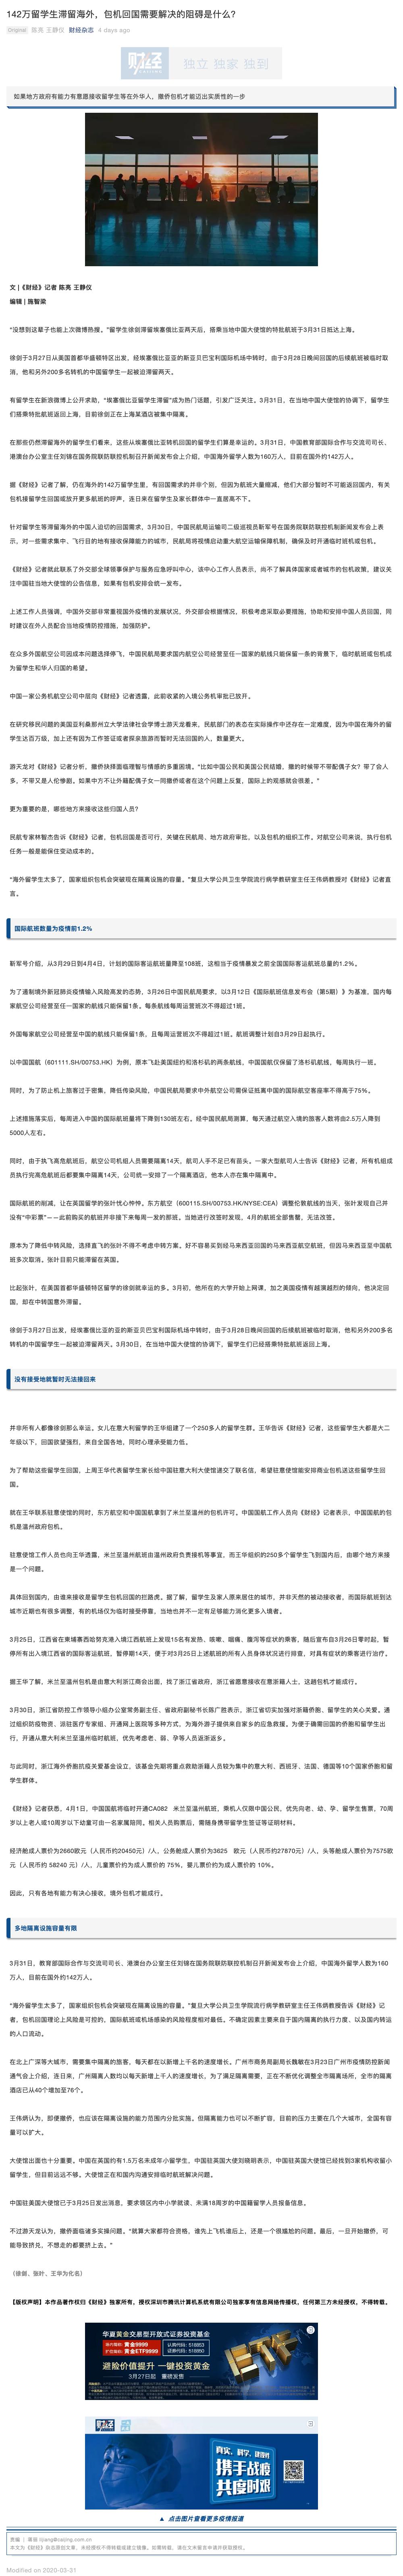 142万留学生滞留海外，包机回国需要解决的阻碍是什么？
Original 陈亮 王静仪 财经杂志 4 days ago
财经
独立 独家 独到
如果地方政府有能力有意愿接收留学生等在外华人，撤侨包机才能迈出实质性的一步
文 |《财经》记者 陈亮 王静仪
编辑 | 施智梁
“没想到这辈子也能上次微博热搜。”留学生徐剑滞留埃塞俄比亚两天后，搭乘当地中国大使馆的特批航班于3月31日抵达上海。
徐剑于3月27日从美国首都华盛顿特区出发，经埃塞俄比亚亚的斯亚贝巴宝利国际机场中转时，由于3月28日晚间回国的后续航班被临时取
消，他和另外200多名转机的中国留学生一起被迫滞留两天。
有留学生在新浪微博上公开求助，“埃塞俄比亚留学生滞留”成为热门话题，引发广泛关注。3月31日，在当地中国大使馆的协调下，留学生
们搭乘特批航班返回上海，目前徐剑正在上海某酒店被集中隔离。
在那些仍然滞留海外的留学生们看来，这些从埃塞俄比亚转机回国的留学生们算是幸运的。3月31日，中国教育部国际合作与交流司司长、
港澳台办公室主任刘锦在国务院联防联控机制召开新闻发布会上介绍，中国海外留学人数为160万人，目前在国外约142万人。
据《财经》记者了解，仍在海外的142万留学生里，有回国需求的并非个别，但因为航班大量缩减，他们大部分暂时不可能返回国内，有关
包机接留学生回国或放开更多航班的呼声，连日来在留学生及家长群体中一直居高不下。
针对留学生等滞留海外的中国人迫切的回国需求，3月30日，中国民航局运输司二级巡视员靳军号在国务院联防联控机制新闻发布会上表
示，对一些需求集中、飞行目的地有接收保障能力的城市，民航局将视情启动重大航空运输保障机制，确保及时开通临时航班或包机。
《财经》记者就此联系了外交部全球领事保护与服务应急呼叫中心，该中心工作人员表示，尚不了解具体国家或者城市的包机政策，建议关
注中国驻当地大使馆的公告信息，如果有包机安排会统一发布。
上述工作人员强调，中国外交部非常重视国外疫情的发展状况，外交部会根据情况，积极考虑采取必要措施，协助和安排中国人员回国，同
时建议在外人员配合当地疫情防控措施，加强防护。
在众多外国航空公司因成本问题选择停飞，中国民航局要求国内航空公司经营至任一国家的航线只能保留一条的背景下，临时航班或包机成
为留学生和华人归国的希望。
中国一家公务机航空公司中层向《财经》记者透露，此前收紧的入境公务机审批已放开。
在研究移民问题的美国亚利桑那州立大学法律社会学博士游天龙看来，民航部门的表态在实际操作中还存在一定难度，因为中国在海外的留
学生达百万级，加上还有因为工作签证或者探亲旅游而暂时无法回国的人，数量更大。
游天龙对《财经》记者分析，撤侨抉择面临理智与情感的多重困境。“比如中国公民和美国公民结婚，撤的时候带不带配偶子女？带了会人
多，不带又是人伦惨剧。如果中方不让外籍配偶子女一同撤侨或者在这个问题上反复，国际上的观感就会很差。”
更为重要的是，哪些地方来接收这些归国人员？
民航专家林智杰告诉《财经》记者，包机回国是否可行，关键在民航局、地方政府审批，以及包机的组织工作。对航空公司来说，执行包机
任务一般是能保住变动成本的。
“海外留学生太多了，国家组织包机会突破现在隔离设施的容量。”复旦大学公共卫生学院流行病学教研室主任王伟炳教授对《财经》记者直
言。
国际航班数量为疫情前1.2%
靳军号介绍，从3月29日到4月4日，计划的国际客运航班量降至108班，这相当于疫情暴发之前全国国际客运航班总量的1.2%。
为了遏制境外新冠肺炎疫情输入风险高发的态势，3月26日中国民航局要求，以3月12日《国际航班信息发布会（第5期）》为基准，国内每
家航空公司经营至任一国家的航线只能保留1条，每条航线每周运营班次不得超过1班。
外国每家航空公司经营至中国的航线只能保留1条，且每周运营班次不得超过1班。航班调整计划自3月29日起执行。
以中国国航（601111.SH/00753.HK）为例，原本飞赴美国纽约和洛杉矶的两条航线，中国国航仅保留了洛杉矶航线，每周执行一班。
同时，为了防止机上旅客过于密集，降低传染风险，中国民航局要求中外航空公司需保证抵离中国的国际航空客座率不得高于75%。
上述措施落实后，每周进入中国的国际航班量将下降到130班左右。经中国民航局测算，每天通过航空入境的旅客人数将由2.5万人降到
5000人左右。
同时，由于执飞高危航班后，航空公司机组人员需要隔离14天，航司人手不足已有苗头。一家大型航司人士告诉《财经》记者，所有机组成
员执行完高危航班后都要集中隔离14天，公司统一安排了一个隔离酒店，他本人亦在集中隔离中。
国际航班的削减，让在英国留学的张叶忧心忡忡。东方航空（600115.SH/00753.HK/NYSE:CEA）调整伦敦航线的当天，张叶发现自己并
没有“中彩票”——此前购买的航班并非接下来每周一发的那班。当她进行改签时发现，4月的航班全部售罄，无法改签。
原本为了降低中转风险，选择直飞的张叶不得不考虑中转方案。好不容易买到经马来西亚回国的马来西亚航空航班，但因马来西亚至中国航
班多次取消，张叶目前只能滞留在英国。
比起张叶，在美国首都华盛顿特区留学的徐剑就幸运的多。3月初，他所在的大学开始上网课，加之美国疫情有越演越烈的倾向，他决定回
国，却在中转国意外滞留。
徐剑于3月27日出发，经埃塞俄比亚的亚的斯亚贝巴宝利国际机场中转时，由于3月28日晚间回国的后续航班被临时取消，他和另外200多名
转机的中国留学生一起被迫滞留两天。3月30日，在当地中国大使馆的协调下，留学生们已经搭乘特批航班返回上海。
没有接受地就暂时无法接回来
并非所有人都像徐剑那么幸运。女儿在意大利留学的王华组建了一个250多人的留学生群。王华告诉《财经》记者，这些留学生大都是大二
年级以下，回国欲望强烈，来自全国各地，同时心理承受能力低。
为了帮助这些留学生回国，上周王华代表留学生家长给中国驻意大利大使馆递交了联名信，希望驻意使馆能安排商业包机送这些留学生回
国。
就在王华联系驻意使馆的同时，东方航空和中国国航拿到了米兰至温州的包机许可。中国国航工作人员向《财经》记者表示，中国国航的包
机是温州政府包机。
驻意使馆工作人员也向王华透露，米兰至温州航班由温州政府负责接机等事宜，而王华组织的250多个留学生飞到国内后，由哪个地方来接
是一个问题。
具体回到国内，由谁来接收是留学生包机回国的拦路虎。据了解，留学生及家人原来居住的城市，并非天然的被动接收者，而国际航班到达
城市近期也有很多调整，有的机场仅为临时接受停靠，当地也并不一定有足够能力消化更多入境者。
3月25日，江西省在柬埔寨西哈努克港入境江西航班上发现15名有发热、咳嗽、咽痛、腹泻等症状的乘客，随后宣布自3月26日零时起，暂
停所有出入境江西省的国际客运航班，暂停期14天，便于对3月25日上述航班的所有人员身体状况进行排查，对具有症状的乘客进行治疗。
据王华了解，米兰至温州包机是由意大利浙江商会出面，找了浙江省政府，浙江省愿意接收在意浙籍人士，这趟包机才能成行。
3月30日，浙江省防控工作领导小组办公室常务副主任、省政府副秘书长陈广胜表示，浙江省切实加强对浙籍侨胞、留学生的关心关爱。通
过组织防疫物资，派驻医疗专家组、开通网上医院等多种方式，为海外游子提供来自家乡的应急救援。为便于确需回国的侨胞和留学生出
行，开通从意大利米兰至温州临时航班，优先考虑老、弱、孕等人员返浙返乡。
与此同时，浙江海外侨胞抗疫关爱基金设立，该基金先期将重点救助浙籍人员较为集中的意大利、西班牙、法国、德国等10个国家侨胞和留
学生群体。
《财经》记者获悉，4月1日，中国国航将临时开通CA082 米兰至温州航班，乘机人仅限中国公民，优先向老、幼、孕、留学生售票，70周
岁以上老人或10周岁以下幼童可由一名家属陪同。相关人员购票后，需随身携带留学生签证等证明材料。
经济舱成人票价为2660欧元（人民币约20450元）/人，公务舱成人票价为3625 欧元（人民币约27870元）/人，头等舱成人票价为7575欧
元（人民币约 58240 元）/人，儿童票价约为成人票价的 75%，婴儿票价约为成人票价的 10%。
因此，只有各地有能力有决心接收，境外包机才能成行。
多地隔离设施容量有限
3月31日，教育部国际合作与交流司司长、港澳台办公室主任刘锦在国务院联防联控机制召开新闻发布会上介绍，中国海外留学人数为160
万人，目前在国外约142万人。
“海外留学生太多了，国家组织包机会突破现在隔离设施的容量。”复旦大学公共卫生学院流行病学教研室主任王伟炳教授告诉《财经》记
者，包机回国理论上风险是可控的，国际航班或机场感染的风险程度相对最低。不确定因素主要来自于国内隔离的执行力度、以及国内转运
的人口流动。
在北上广深等大城市，需要集中隔离的旅客，每天都在以新增上千名的速度增长。广州市商务局副局长魏敏在3月23日广州市疫情防控新闻
通气会上介绍，连日来，广州隔离人数均以每天新增上千人的速度增长，为了满足隔离需要，正在不断优化调整全市隔离场所，全市的隔离
酒店已从40个增加至76个。
王伟炳认为，即便撤侨，也应该在隔离设施的能力范围内分批实施。但隔离能力也可以不断扩容，目前的压力主要在几个大城市，全国有容
量可以扩大。
大使馆出面也十分重要。中国在英国约有1.5万名未成年小留学生，中国驻英国大使刘晓明表示，中国驻英国大使馆已经找到3家机构收留小
留学生，但目前远远不够。大使馆正在和国内沟通安排临时航班解决问题。
中国驻美国大使馆已于3月25日发出消息，要求领区内中小学就读、未满18周岁的中国籍留学人员报备信息。
不过游天龙认为，撤侨面临诸多实操问题，“就算大家都符合资格，谁先上飞机谁后上，还是一个很尴尬的问题。最后，一旦开始撤侨，可
能导致挤兑，不想走的都要挤上去。”
（徐剑、张叶、王华为化名）
【版权声明】本作品著作权归《财经》独家所有，授权深圳市腾讯计算机系统有限公司独家享有信息网络传播权，任何第三方未经授权，不得转载。
华夏黄金交易型开放式证券投资基金
场内简称：黄金9999
扩位简称：黄金ETF9999
认购代码：518853
交易代码：518850
避险价值提升 一键投资黄金
3月27日起 重磅发售
财经
真实、科学、建设性
携手战疫
共度时艰
▲ 点击图片查看更多疫情报道
本文为《财经》杂志原创文章，未经授权不得转载或建立镜像。如需转载，请在文末留言申请并获取授权。
Modified on 2020-03-31